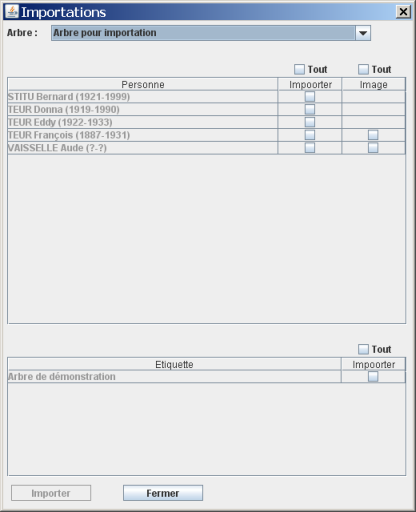 Importations
Arbre : Arbre pour importation
Tout Tout
Personne Impoorter Image
STITU Bernard (1921-1999)
TEUR Donna (1919-1990)
TEUR Eddy (1922-1933)
TEUR François (1887-1931)
VAISSELLE Aude (?-?)
Tout
Etiquette Impoorter
Arbre de démonstration
Importer Fermer